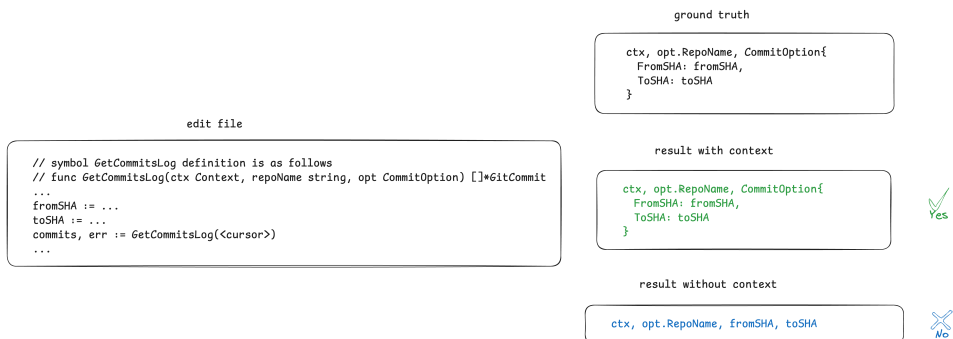 edit file
// symbol GetCommitsLog definition is as follows
// func GetCommitsLog(ctx Context, repoName string, opt CommitOption) []*GitCommit
...
fromSHA := ...
toSHA := ...
commits, err := GetCommitsLog(<cursor>)
...
ground truth
ctx, opt.RepoName, CommitOption{
FromSHA: fromSHA,
ToSHA: toSHA
}
result with context
ctx, opt.RepoName, CommitOption{
FromSHA: fromSHA,
ToSHA: toSHA
}
Yes
result without context
ctx, opt.RepoName, fromSHA, toSHA
No